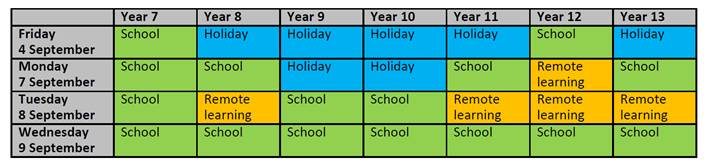 Year 7 Year 8 Year 9 Year 10 Year 11 Year 12 Year 13
Friday School Holiday Holiday Holiday Holiday School Holiday
4 September
Monday School School Holiday Holiday School Remote School
7 September learning
Tuesday School Remote School School Remote Remote Remote
8 September learning learning learning learning
Wednesday School School School School School School School
9 September